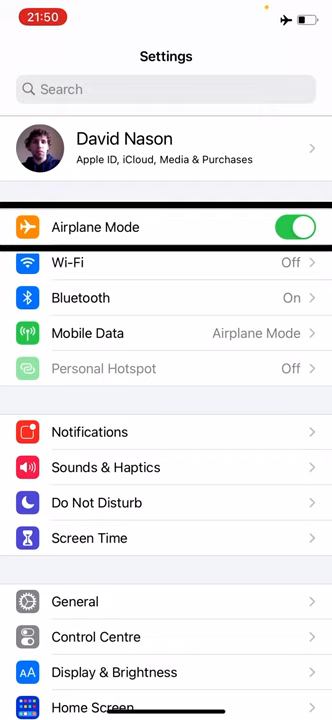 21:50
Settings
Search
David Nason
Apple ID, iCloud, Media & Purchases
Airplane Mode
Wi-Fi Off
Bluetooth On
Mobile Data Airplane Mode
Personal Hotspot Off
Notifications
Sounds & Haptics
Do Not Disturb
Screen Time
General
Control Centre
AA Display & Brightness
Home Screen